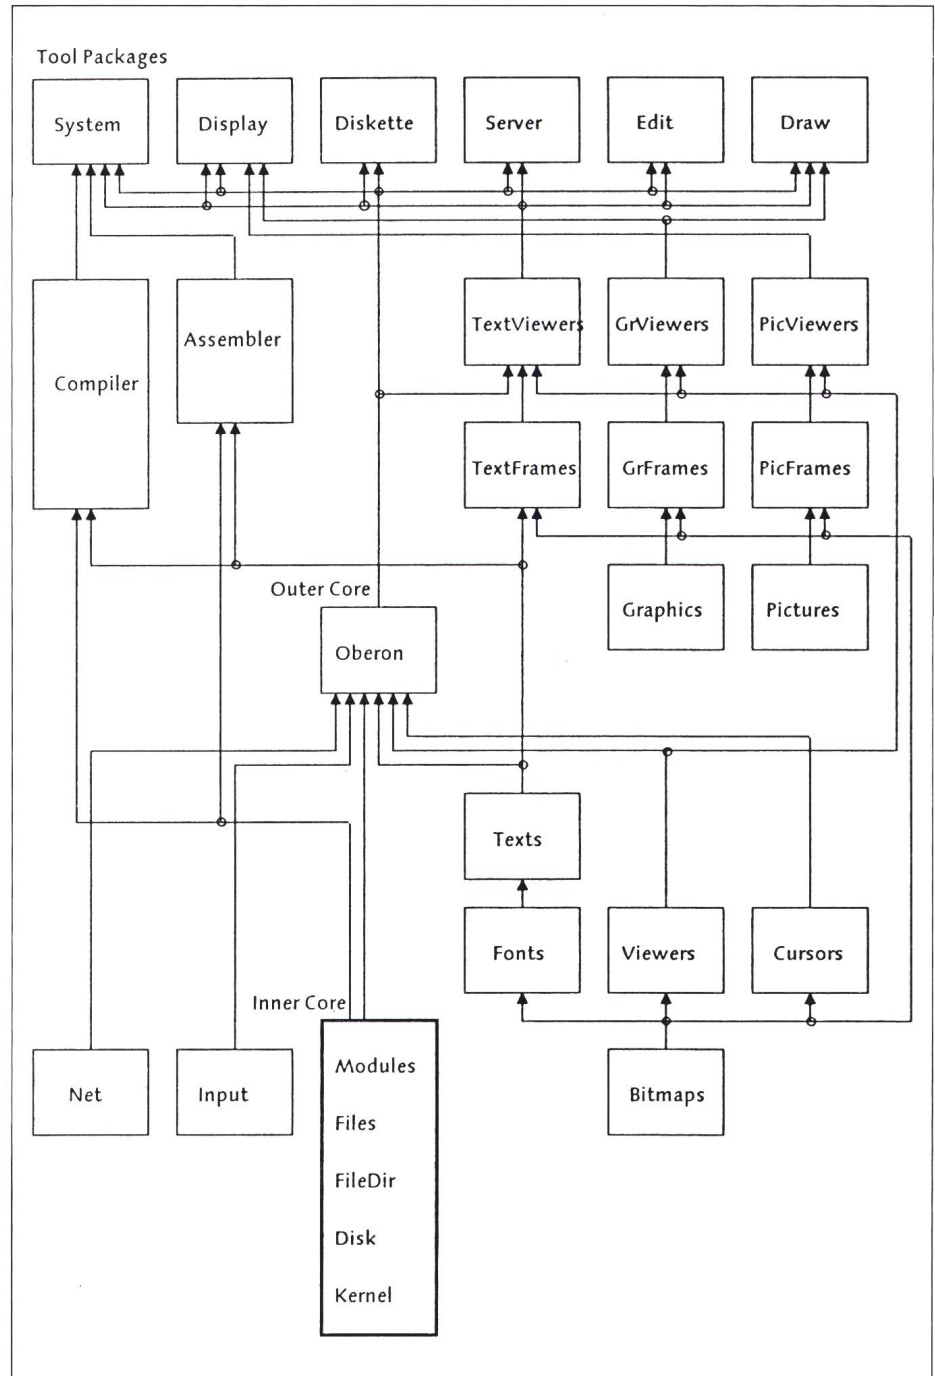 Tool Packages
System
Display
Diskette
Server
Edit
Draw
Compiler
Assembler
TextViewers
GrViewers
PicViewers
TextFrames
GrFrames
PicFrames
Outer Core
Oberon
Graphics
Pictures
Texts
Fonts
Viewers
Cursors
Inner Core
Modules
Files
FileDir
Disk
Kernel
Net
Input
Bitmaps